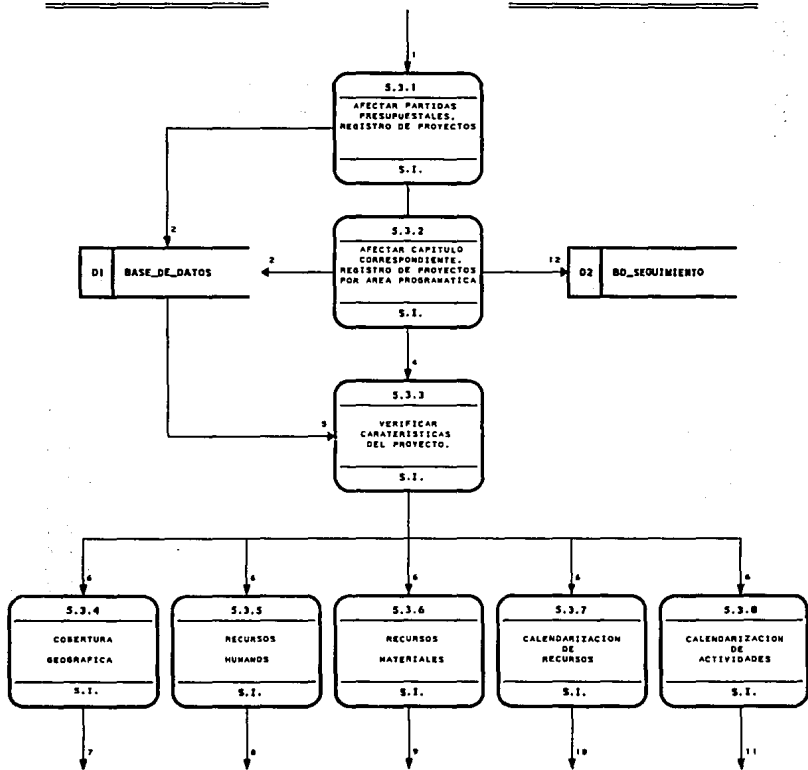 1
5.3.1
AFECTAR PARTIDAS
PRESUPUESTALES.
REGISTRO DE PROYECTOS
S.I.
2
5.3.2
AFECTAR CAPITULO
CORRESPONDIENTE.
REGISTRO DE PROYECTOS
POR AREA PROGRAMATICA
S.I.
D1 BASE_DE_DATOS
2
12
D2 BD_SEGUIMIENTO
4
5.3.3
VERIFICAR
CARATERISTICAS
DEL PROYECTO.
S.I.
5
6
6
6
6
6
5.3.4
COBERTURA
GEOGRAFICA
S.I.
5.3.5
RECURSOS
HUMANOS
S.I.
5.3.6
RECURSOS
MATERIALES
S.I.
5.3.7
CALENDARIZACION
DE
RECURSOS
S.I.
5.3.8
CALENDARIZACION
DE
ACTIVIDADES
S.I.
7
8
9
10
11